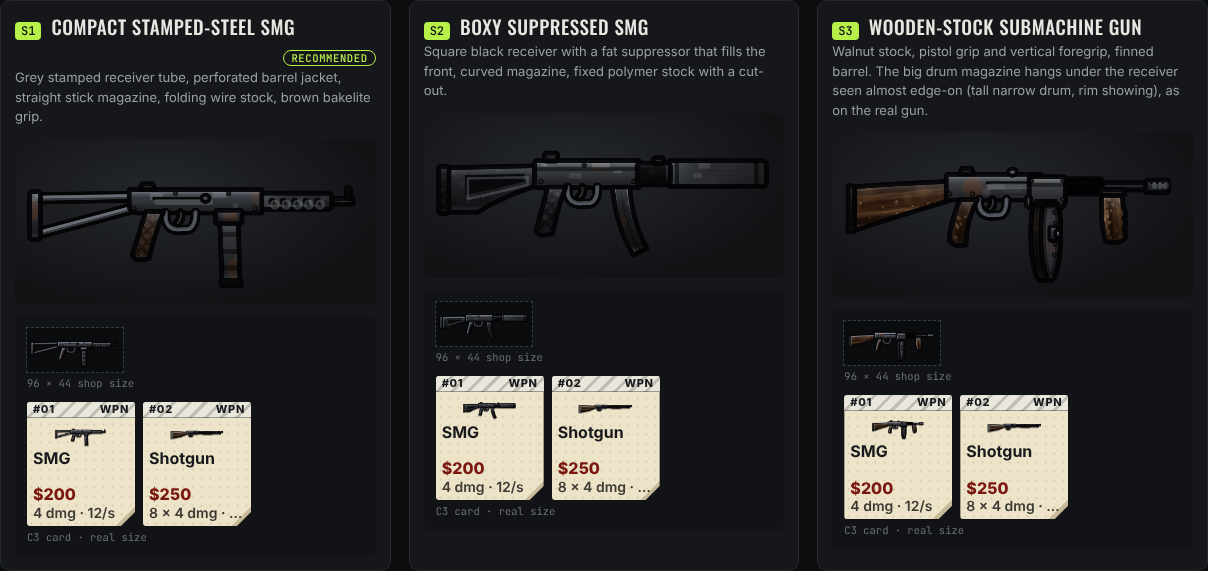 S1 COMPACT STAMPED-STEEL SMG
RECOMMENDED
Grey stamped receiver tube, perforated barrel jacket,
straight stick magazine, folding wire stock, brown bakelite
grip.
96 × 44 shop size
#01 WPN
SMG
$200
4 dmg · 12/s
#02 WPN
Shotgun
$250
8 × 4 dmg · ...
C3 card · real size
S2 BOXY SUPPRESSED SMG
Square black receiver with a fat suppressor that fills the
front, curved magazine, fixed polymer stock with a cut-
out.
96 × 44 shop size
#01 WPN
SMG
$200
4 dmg · 12/s
#02 WPN
Shotgun
$250
8 × 4 dmg · ...
C3 card · real size
S3 WOODEN-STOCK SUBMACHINE GUN
Walnut stock, pistol grip and vertical foregrip, finned
barrel. The big drum magazine hangs under the receiver
seen almost edge-on (tall narrow drum, rim showing), as
on the real gun.
96 × 44 shop size
#01 WPN
SMG
$200
4 dmg · 12/s
#02 WPN
Shotgun
$250
8 × 4 dmg · ...
C3 card · real size